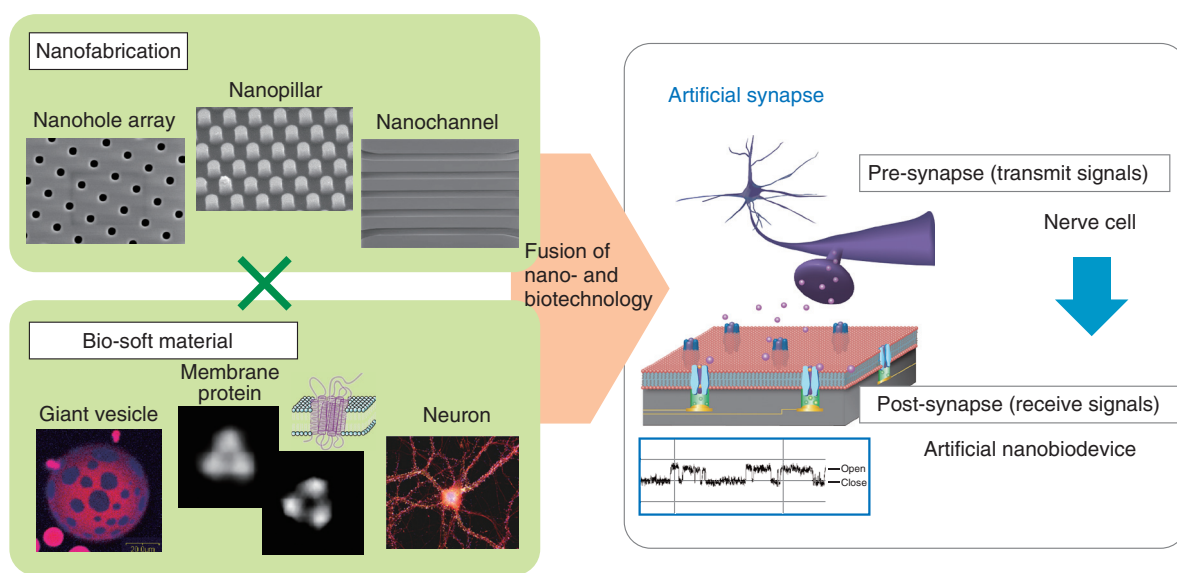 Nanofabrication
Nanopillar
Nanohole array
Nanochannel
Fusion of
nano- and
biotechnology
Bio-soft material
Membrane
protein
Giant vesicle
Neuron
Artificial synapse
Pre-synapse (transmit signals)
Nerve cell
Post-synapse (receive signals)
Artificial nanobiodevice
Open
Close